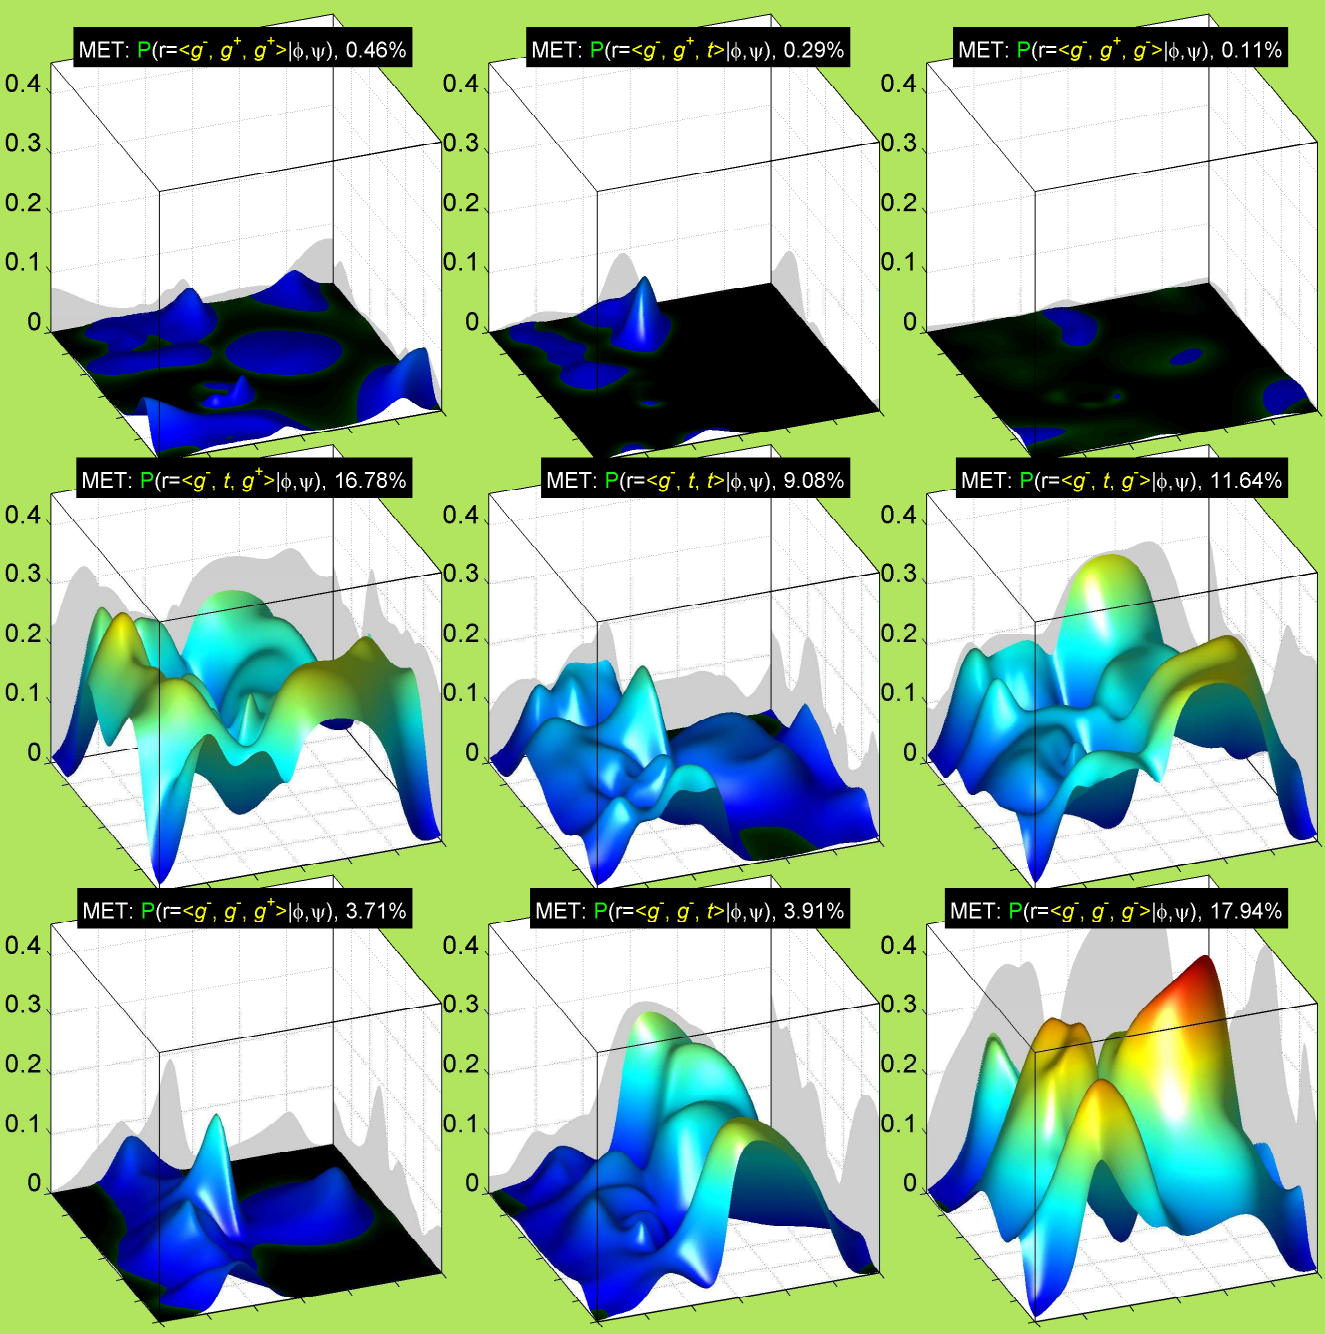 MET: P(r=<g⁻, g⁺, g⁺>|ϕ,ψ), 0.46%
MET: P(r=<g⁻, g⁺, t>|ϕ,ψ), 0.29%
MET: P(r=<g⁻, g⁺, g⁻>|ϕ,ψ), 0.11%
0.4 0.4 0.4
0.3 0.3 0.3
0.2 0.2 0.2
0.1 0.1 0.1
0 0 0
MET: P(r=<g⁻, t, g⁺>|ϕ,ψ), 16.78%
MET: P(r=<g⁻, t, t>|ϕ,ψ), 9.08%
MET: P(r=<g⁻, t, g⁻>|ϕ,ψ), 11.64%
0.4 0.4 0.4
0.3 0.3 0.3
0.2 0.2 0.2
0.1 0.1 0.1
0 0 0
MET: P(r=<g⁻, g⁻, g⁺>|ϕ,ψ), 3.71%
MET: P(r=<g⁻, g⁻, t>|ϕ,ψ), 3.91%
MET: P(r=<g⁻, g⁻, g⁻>|ϕ,ψ), 17.94%
0.4 0.4 0.4
0.3 0.3 0.3
0.2 0.2 0.2
0.1 0.1 0.1
0 0 0